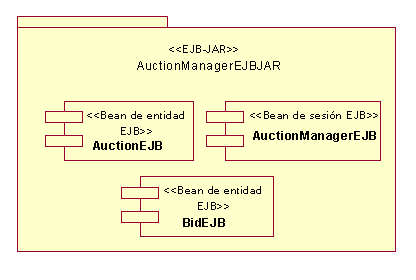 <<EJB-JAR>>
AuctionManagerEJBJAR
<<Bean de entidad
EJB>>
AuctionEJB
<<Bean de sesión EJB>>
AuctionManagerEJB
<<Bean de entidad
EJB>>
BidEJB